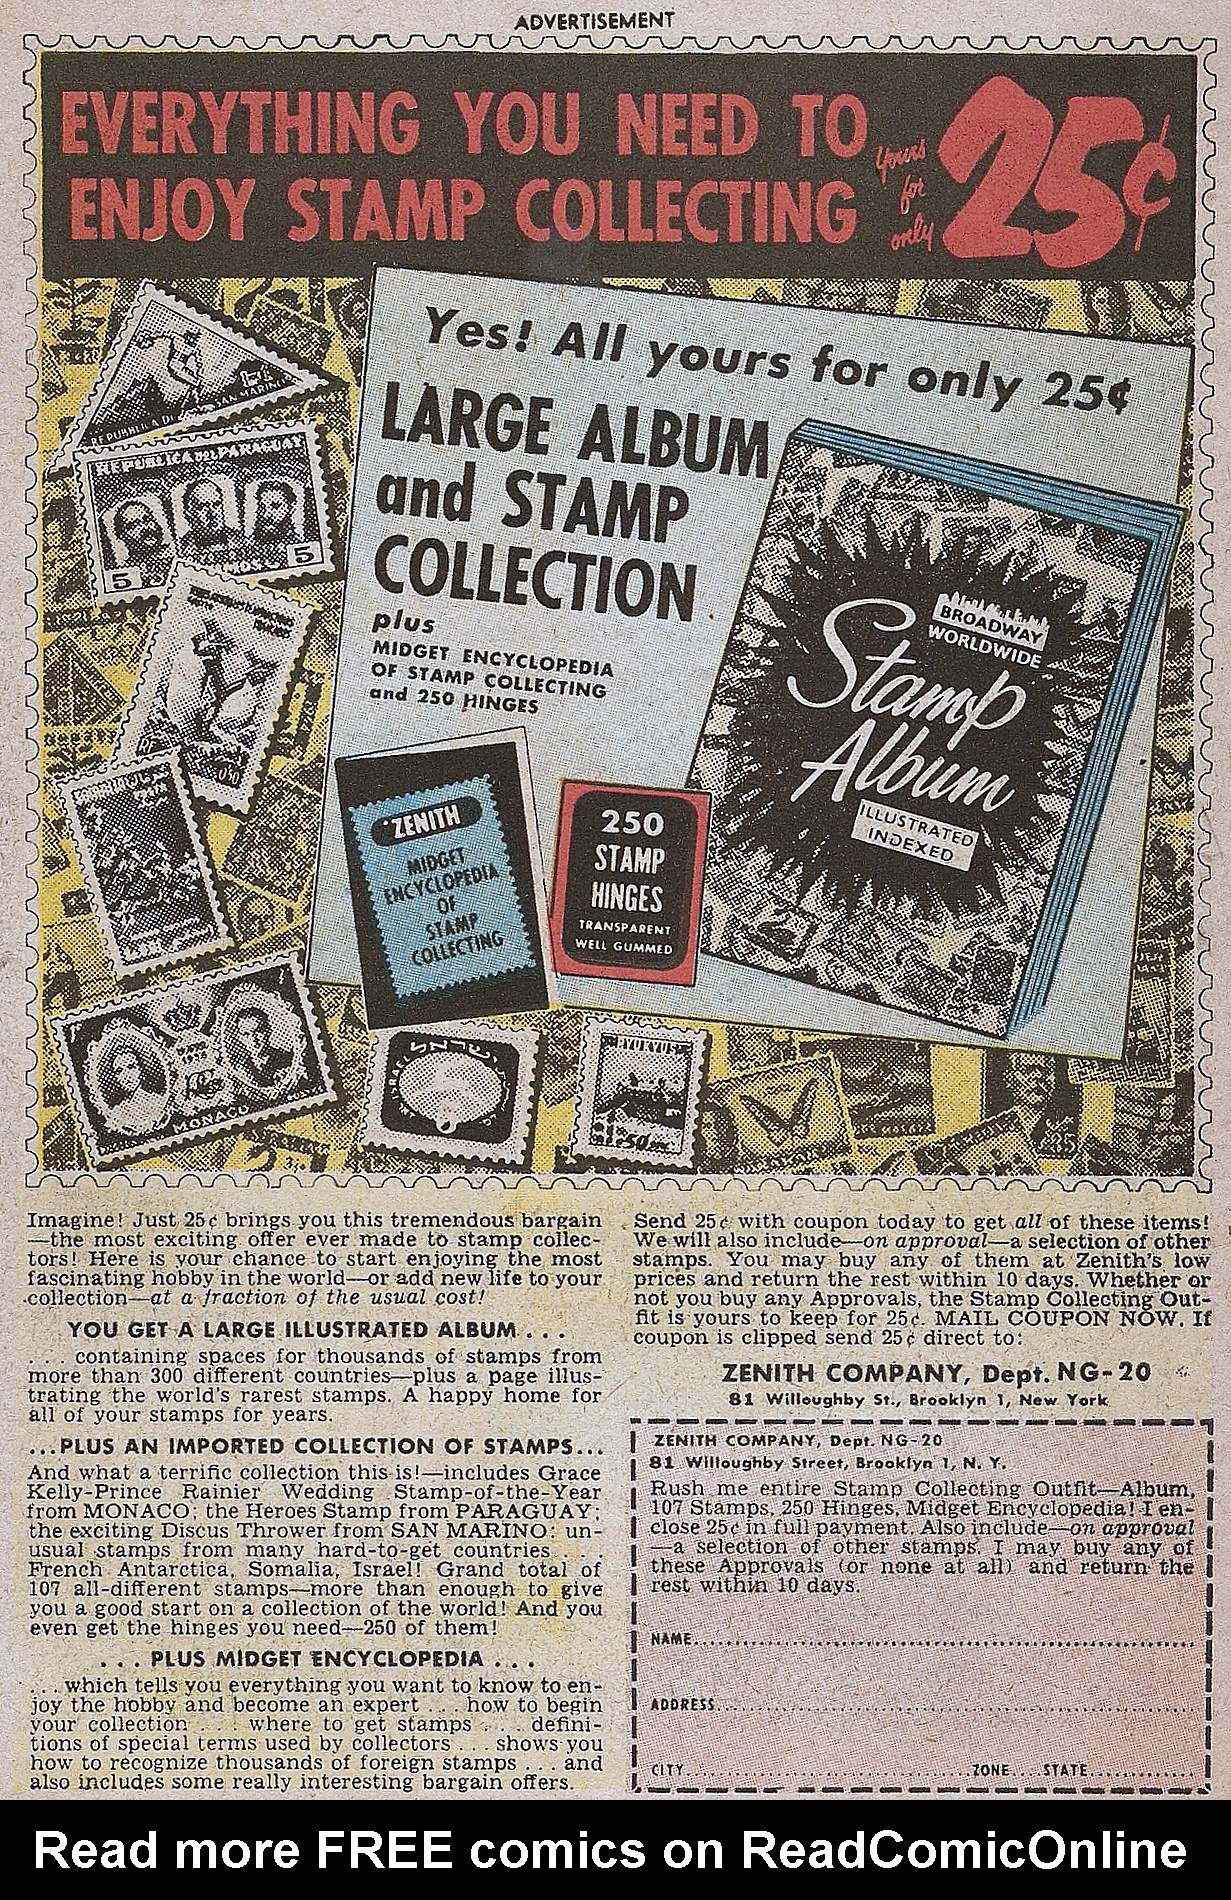 ADVERTISEMENT
EVERYTHING YOU NEED TO
ENJOY STAMP COLLECTING
yours
for
only
25¢
Yes! All yours for only 25¢
LARGE ALBUM
and STAMP
COLLECTION
plus
MIDGET ENCYCLOPEDIA
OF STAMP COLLECTING
and 250 HINGES
BROADWAY
WORLDWIDE
Stamp
Album
ILLUSTRATED
INDEXED
ZENITH
MIDGET
ENCYCLOPEDIA
OF
STAMP
COLLECTING
250
STAMP
HINGES
TRANSPARENT
WELL GUMMED
REPUBBLICA DI SAN MARINO
REPUBLICA DEL PARAGUAY
5
5
MONACO
Imagine! Just 25¢ brings you this tremendous bargain
—the most exciting offer ever made to stamp collec-
tors! Here is your chance to start enjoying the most
fascinating hobby in the world—or add new life to your
collection—at a fraction of the usual cost!
YOU GET A LARGE ILLUSTRATED ALBUM . . .
. . . containing spaces for thousands of stamps from
more than 300 different countries—plus a page illus-
trating the world's rarest stamps. A happy home for
all of your stamps for years.
...PLUS AN IMPORTED COLLECTION OF STAMPS...
And what a terrific collection this is!—includes Grace
Kelly-Prince Rainier Wedding Stamp-of-the-Year
from MONACO; the Heroes Stamp from PARAGUAY;
the exciting Discus Thrower from SAN MARINO; un-
usual stamps from many hard-to-get countries . . . .
French Antarctica, Somalia, Israel! Grand total of
107 all-different stamps—more than enough to give
you a good start on a collection of the world! And you
even get the hinges you need—250 of them!
. . . PLUS MIDGET ENCYCLOPEDIA . . .
. . . which tells you everything you want to know to en-
joy the hobby and become an expert . . . how to begin
your collection . . . where to get stamps . . . defini-
tions of special terms used by collectors . . . shows you
how to recognize thousands of foreign stamps . . . and
also includes some really interesting bargain offers.
Send 25¢ with coupon today to get all of these items!
We will also include—on approval—a selection of other
stamps. You may buy any of them at Zenith's low
prices and return the rest within 10 days. Whether or
not you buy any Approvals, the Stamp Collecting Out-
fit is yours to keep for 25¢. MAIL COUPON NOW. If
coupon is clipped send 25¢ direct to:
ZENITH COMPANY, Dept. NG-20
81 Willoughby St., Brooklyn 1, New York
ZENITH COMPANY, Dept. NG-20
81 Willoughby Street, Brooklyn 1, N. Y.
Rush me entire Stamp Collecting Outfit—Album,
107 Stamps, 250 Hinges, Midget Encyclopedia! I en-
close 25¢ in full payment. Also include—on approval
—a selection of other stamps. I may buy any of
these Approvals (or none at all) and return the
rest within 10 days.
NAME
ADDRESS
CITY ZONE STATE
Read more FREE comics on ReadComicOnline